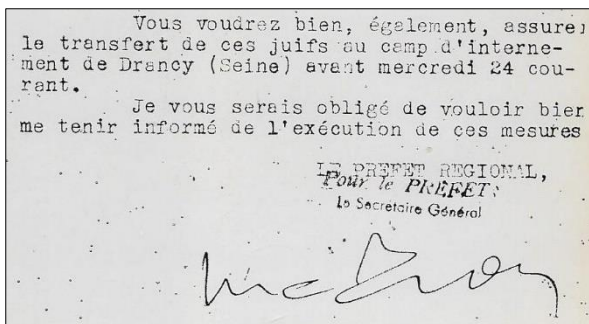 Vous voudrez bien, également, assurer
le transfert de ces juifs au camp d'interne-
ment de Drancy (Seine) avant mercredi 24 cou-
rant.
Je vous serais obligé de vouloir bien
me tenir informé de l'exécution de ces mesures
LE PREFET REGIONAL,
Pour le PRÉFET:
Le Secrétaire Général